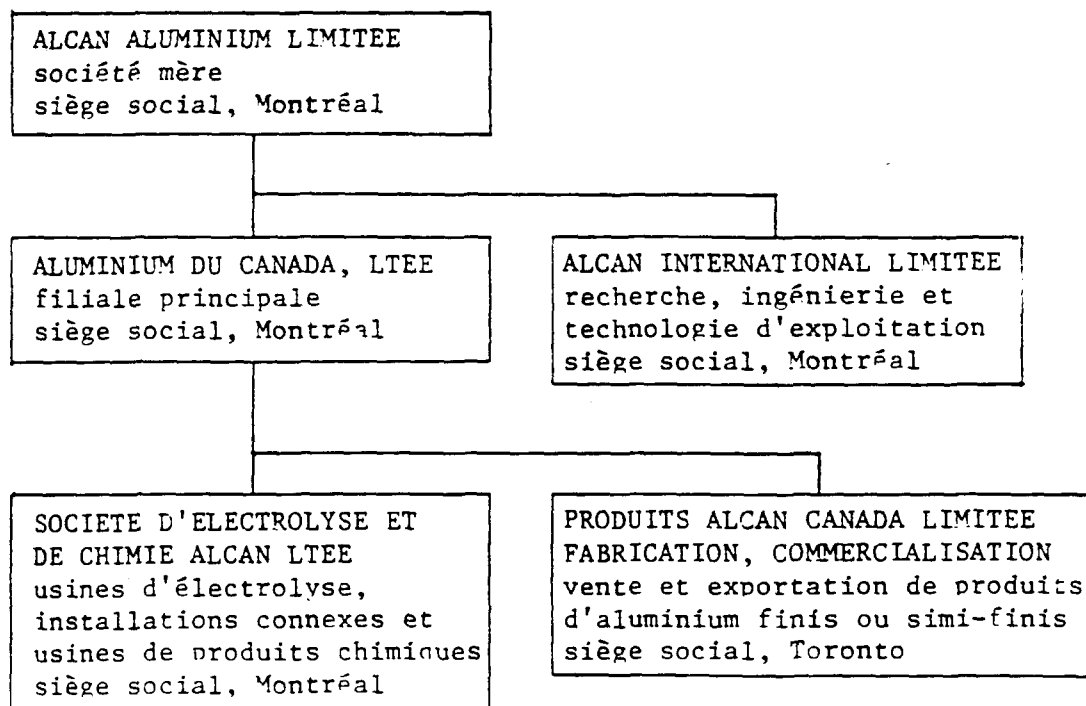 ALCAN ALUMINIUM LIMITEE
société mère
siège social, Montréal
ALUMINIUM DU CANADA, LTEE
filiale principale
siège social, Montréal
ALCAN INTERNATIONAL LIMITEE
recherche, ingénierie et
technologie d'exploitation
siège social, Montréal
SOCIETE D'ELECTROLYSE ET
DE CHIMIE ALCAN LTEE
usines d'électrolyse,
installations connexes et
usines de produits chimiques
siège social, Montréal
PRODUITS ALCAN CANADA LIMITEE
FABRICATION, COMMERCIALISATION
vente et exportation de produits
d'aluminium finis ou simi-finis
siège social, Toronto